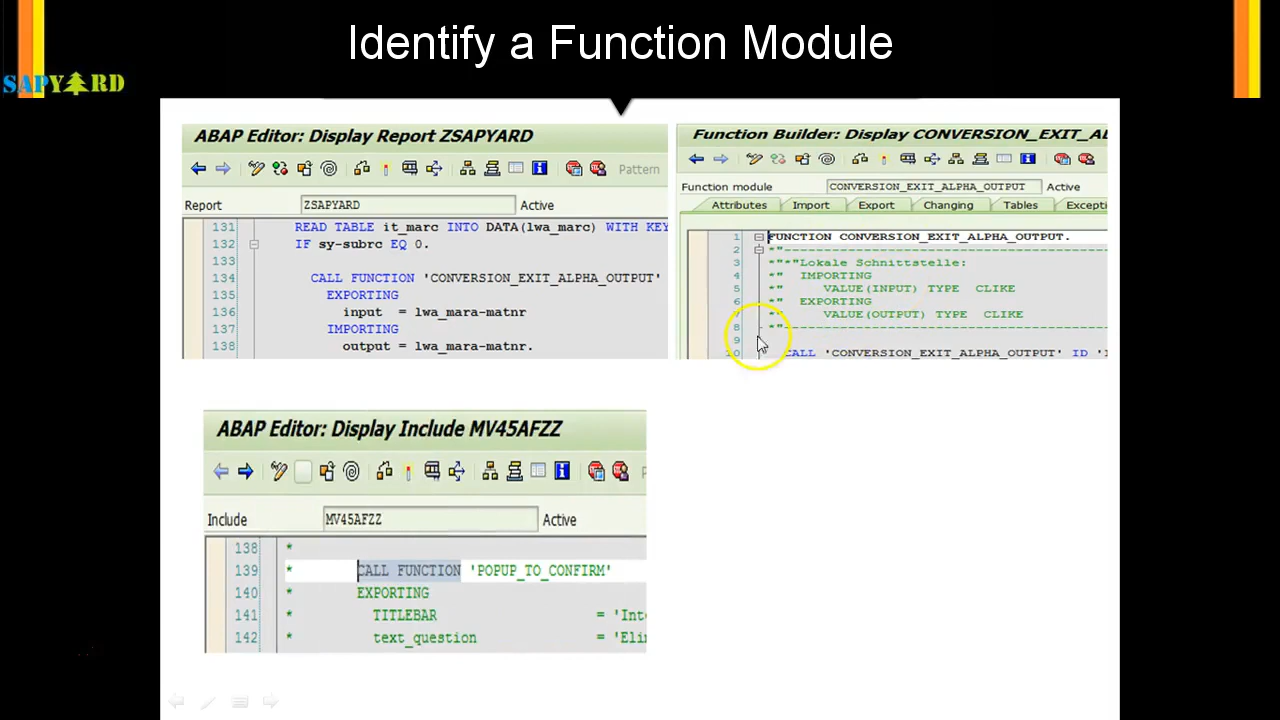 Identify a Function Module
SAPYARD
ABAP Editor: Display Report ZSAPYARD
Pattern
Report ZSAPYARD Active
131 READ TABLE it_marc INTO DATA(lwa_marc) WITH KEY
132 IF sy-subrc EQ 0.
133
134 CALL FUNCTION 'CONVERSION_EXIT_ALPHA_OUTPUT'
135 EXPORTING
136 input = lwa_mara-matnr
137 IMPORTING
138 output = lwa_mara-matnr.
Function Builder: Display CONVERSION_EXIT_AL
Function module CONVERSION_EXIT_ALPHA_OUTPUT Active
Attributes Import Export Changing Tables Excepti
1 FUNCTION CONVERSION_EXIT_ALPHA_OUTPUT.
2 *"----------------------------------------------------
3 *"*"Lokale Schnittstelle:
4 *" IMPORTING
5 *" VALUE(INPUT) TYPE CLIKE
6 *" EXPORTING
7 *" VALUE(OUTPUT) TYPE CLIKE
8 *"----------------------------------------------------
9
10 CALL 'CONVERSION_EXIT_ALPHA_OUTPUT' ID '
ABAP Editor: Display Include MV45AFZZ
Include MV45AFZZ Active
138 *
139 * CALL FUNCTION 'POPUP_TO_CONFIRM'
140 * EXPORTING
141 * TITLEBAR = 'Inte
142 * text_question = 'Elim